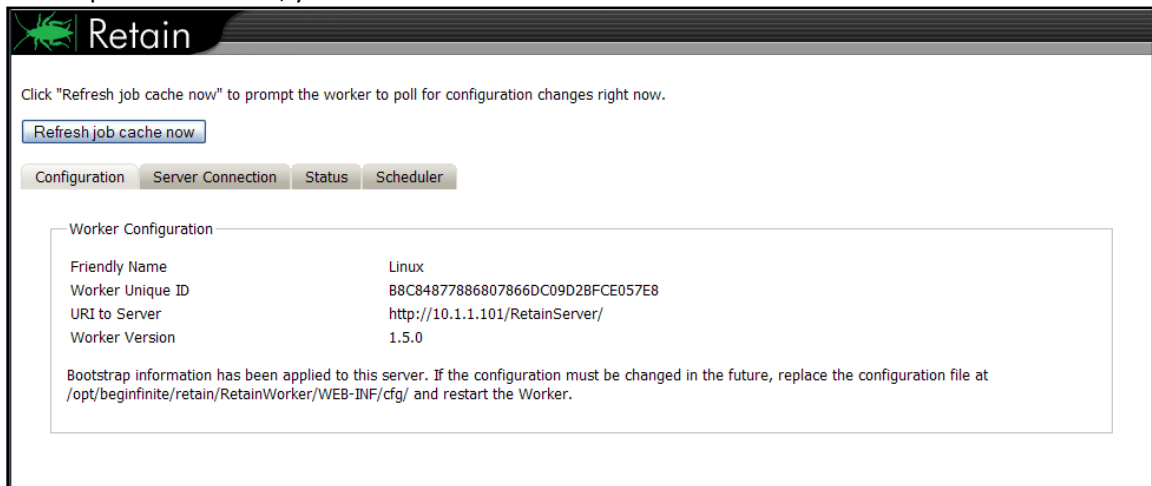 Retain
Click "Refresh job cache now" to prompt the worker to poll for configuration changes right now.
Refresh job cache now
Configuration Server Connection Status Scheduler
Worker Configuration
Friendly Name Linux
Worker Unique ID B8C84877886807866DC09D2BFCE057E8
URI to Server http://10.1.1.101/RetainServer/
Worker Version 1.5.0
Bootstrap information has been applied to this server. If the configuration must be changed in the future, replace the configuration file at
/opt/beginfinite/retain/RetainWorker/WEB-INF/cfg/ and restart the Worker.